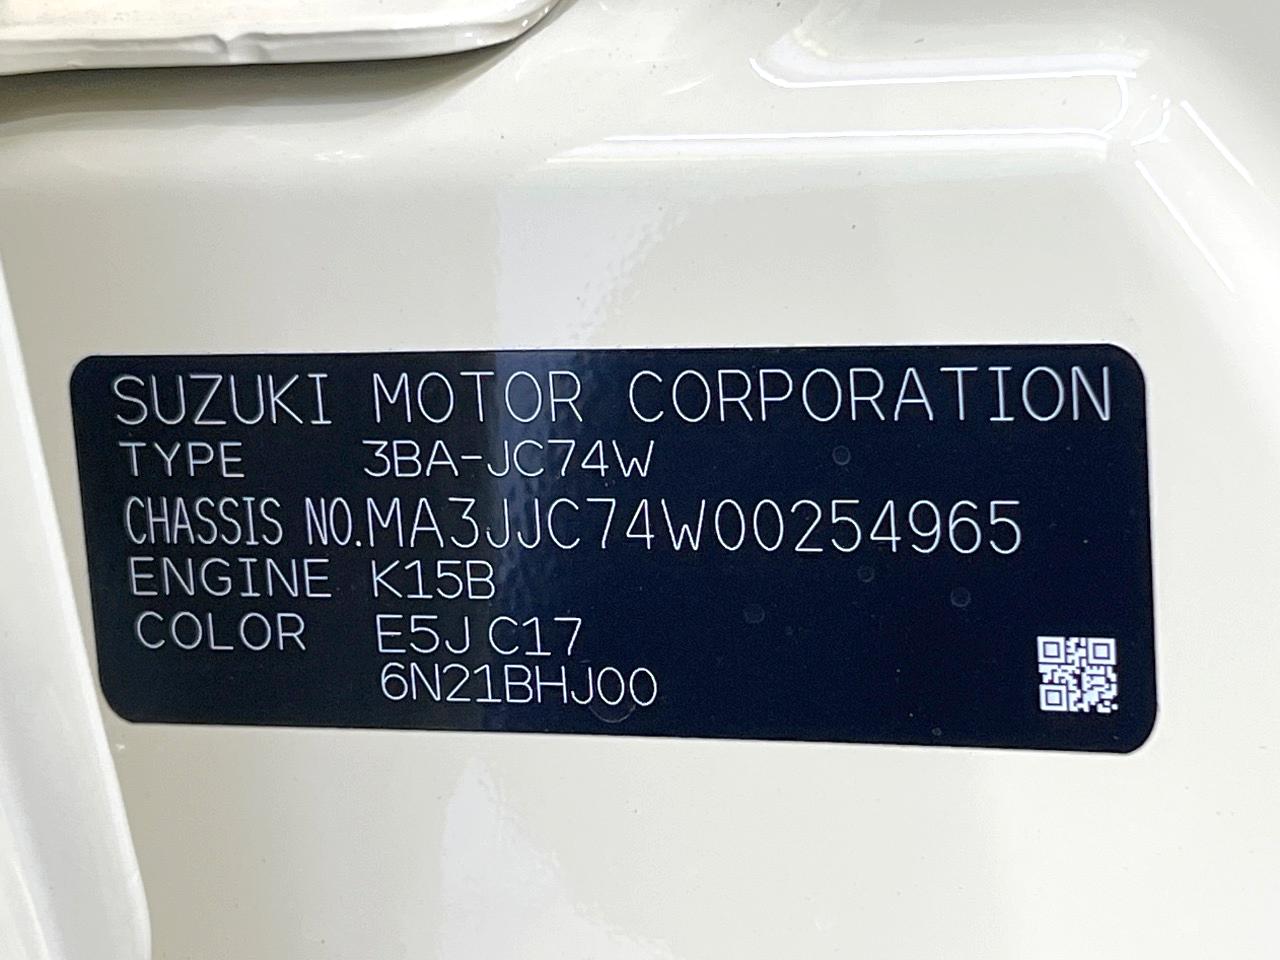 SUZUKI MOTOR CORPORATION
TYPE 3BA-JC74W
CHASSIS NO.MA3JJC74W00254965
ENGINE K15B
COLOR E5J C17
6N21BHJ00